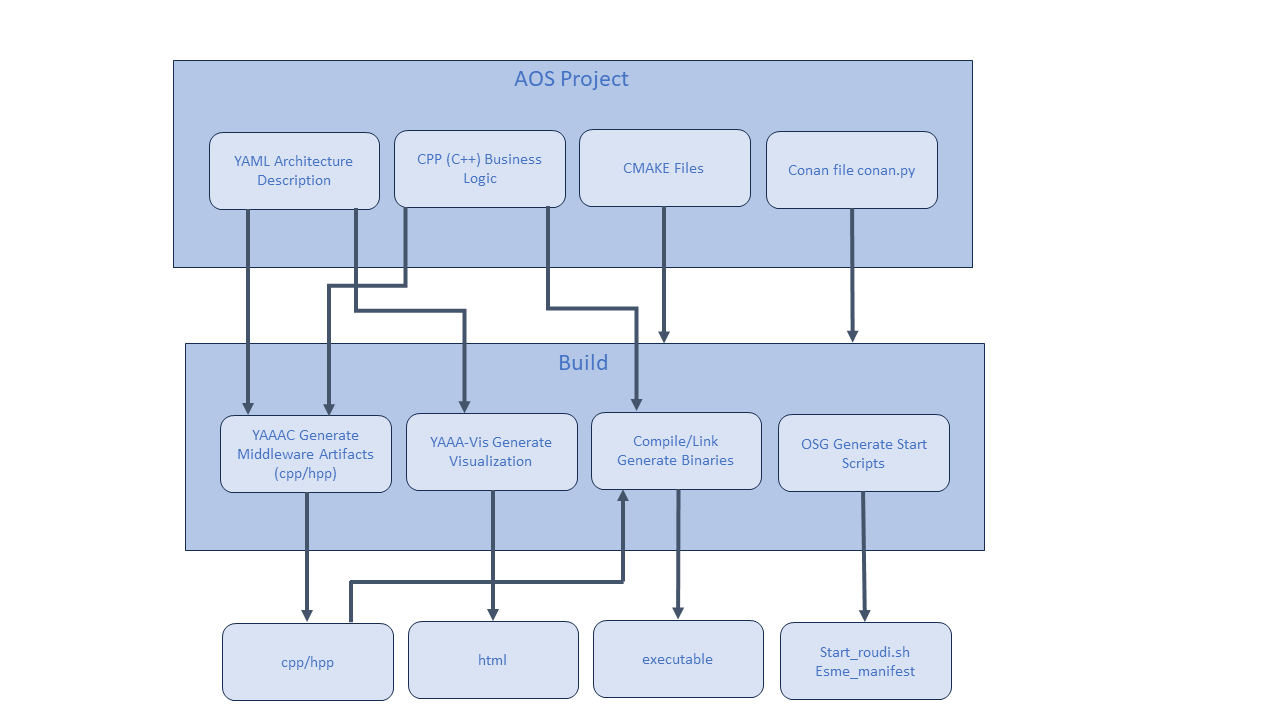 AOS Project
YAML Architecture
Description
CPP (C++) Business
Logic
CMAKE Files
Conan file conan.py
Build
YAAAC Generate
Middleware Artifacts
(cpp/hpp)
YAAA-Vis Generate
Visualization
Compile/Link
Generate Binaries
OSG Generate Start
Scripts
cpp/hpp
html
executable
Start_roudi.sh
Esme_manifest